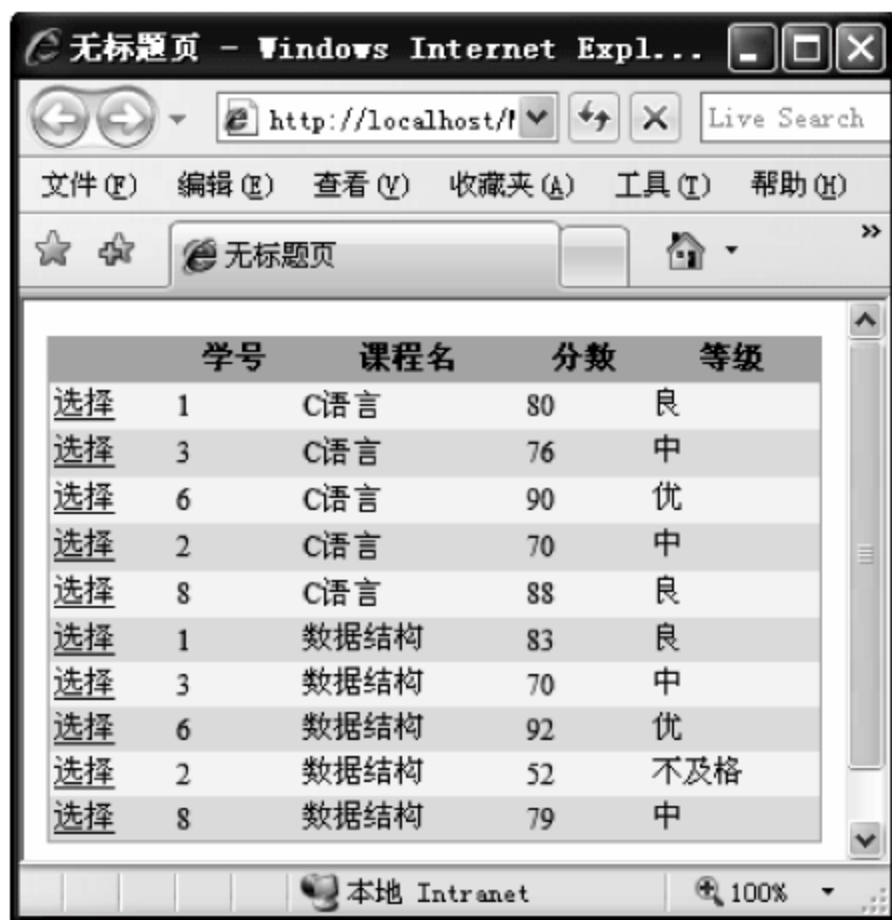 无标题页 - Windows Internet Expl...
http://localhost/
Live Search
文件(F) 编辑(E) 查看(V) 收藏夹(A) 工具(T) 帮助(H)
无标题页
»
学号 课程名 分数 等级
选择 1 C语言 80 良
选择 3 C语言 76 中
选择 6 C语言 90 优
选择 2 C语言 70 中
选择 8 C语言 88 良
选择 1 数据结构 83 良
选择 3 数据结构 70 中
选择 6 数据结构 92 优
选择 2 数据结构 52 不及格
选择 8 数据结构 79 中
本地 Intranet 100%